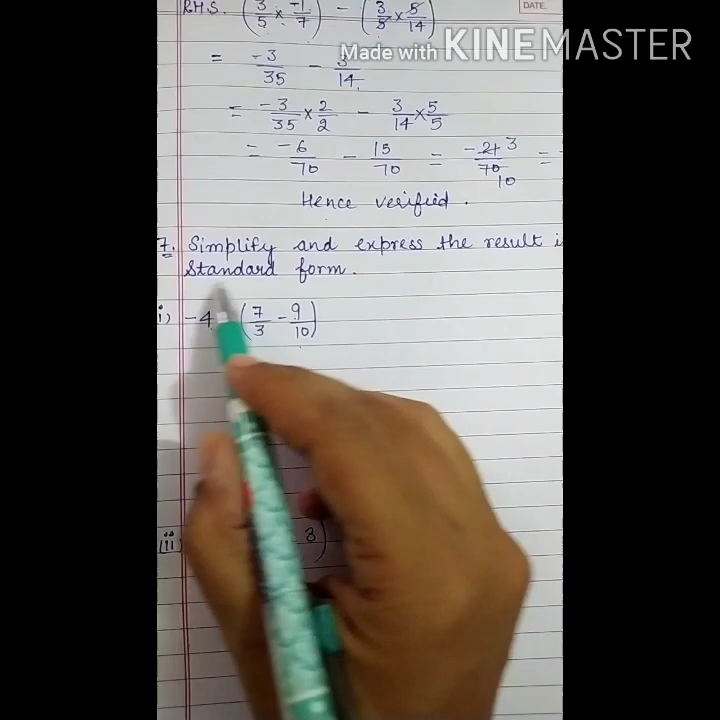 DATE.
RHS. (3/5 × -1/7) - (3/5 × 5/14)
Made with KINEMASTER
= -3/35 - 3/14
= -3/35 × 2/2 - 3/14 × 5/5
= -6/70 - 15/70 = -21 3/70 10 =
Hence verified.
7. Simplify and express the result i
Standard form.
i) -4 (7/3 - 9/10)
(ii) 3)